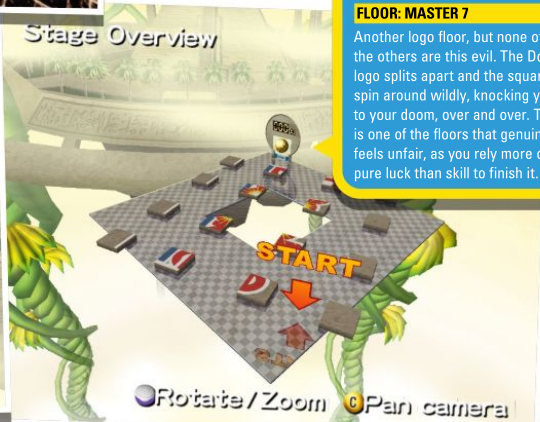 FLOOR: MASTER 7
Another logo floor, but none o
the others are this evil. The Do
logo splits apart and the squar
spin around wildly, knocking y
to your doom, over and over. T
is one of the floors that genuin
feels unfair, as you rely more o
pure luck than skill to finish it.
Stage Overview
START
Rotate/Zoom C Pan camera